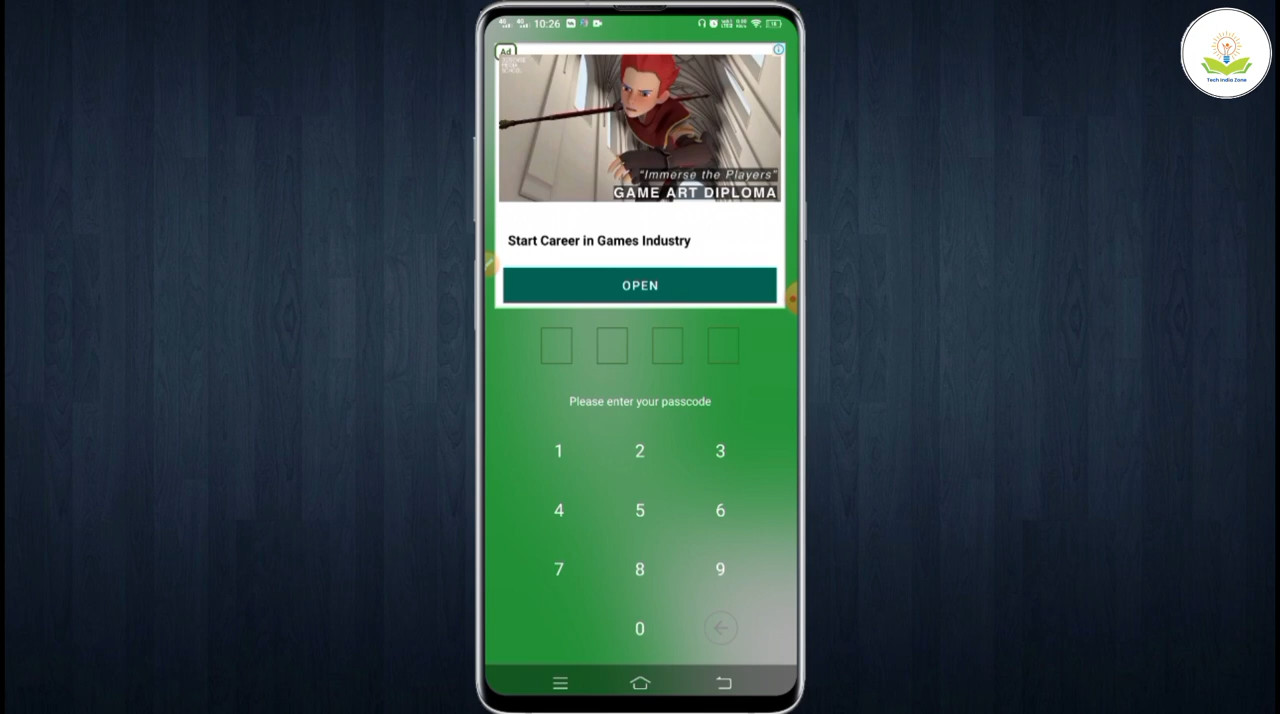 10:26
Ad
"Immerse the Players"
GAME ART DIPLOMA
Start Career in Games Industry
OPEN
Please enter your passcode
1 2 3
4 5 6
7 8 9
0
Tech India Zone